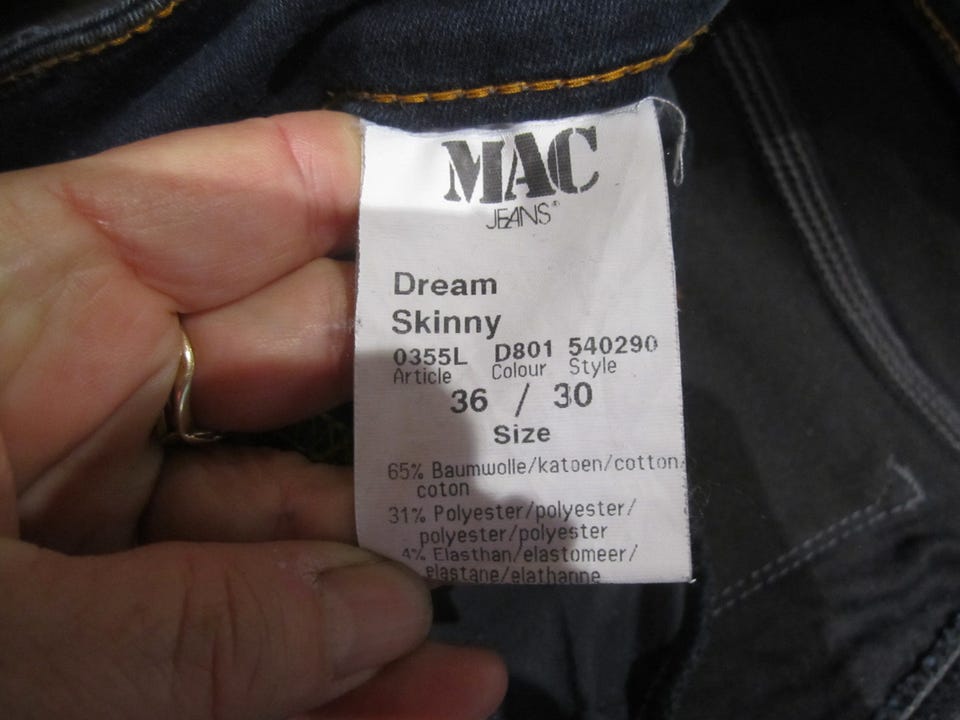 MAC
JEANS®
Dream
Skinny
0355L D801 540290
Article Colour Style
36 / 30
Size
65% Baumwolle/katoen/cotton/
coton
31% Polyester/polyester/
polyester/polyester
4% Elasthan/elastomeer/
elastane/elathanne